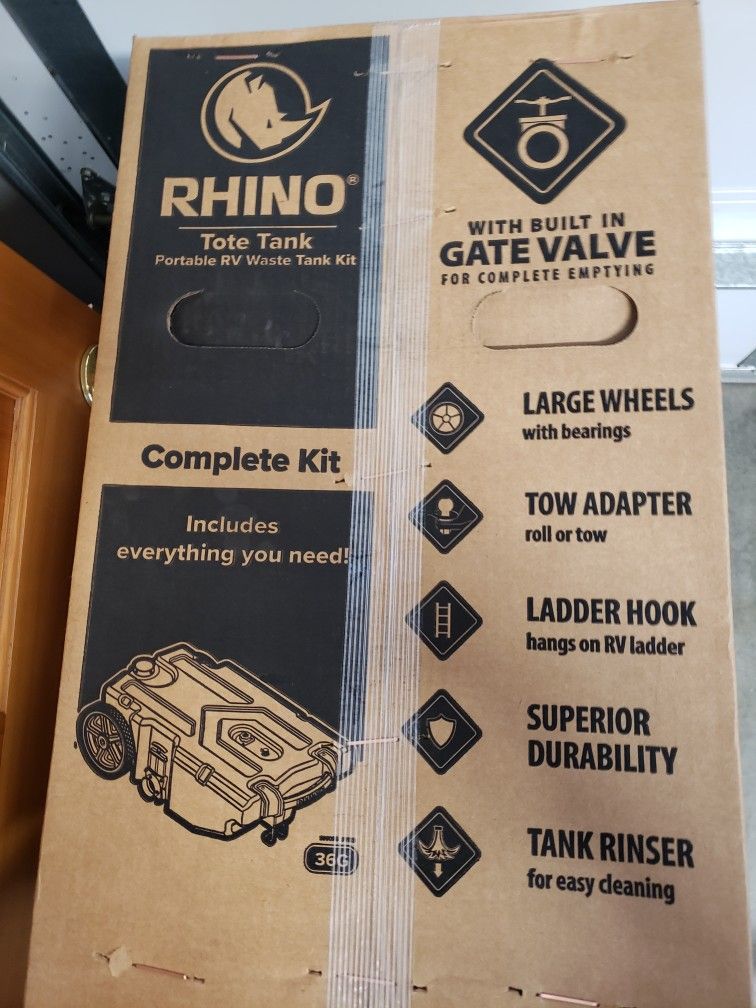 RHINO®
Tote Tank
Portable RV Waste Tank Kit
WITH BUILT IN
GATE VALVE
FOR COMPLETE EMPTYING
Complete Kit
Includes
everything you need!
36G
LARGE WHEELS
with bearings
TOW ADAPTER
roll or tow
LADDER HOOK
hangs on RV ladder
SUPERIOR
DURABILITY
TANK RINSER
for easy cleaning